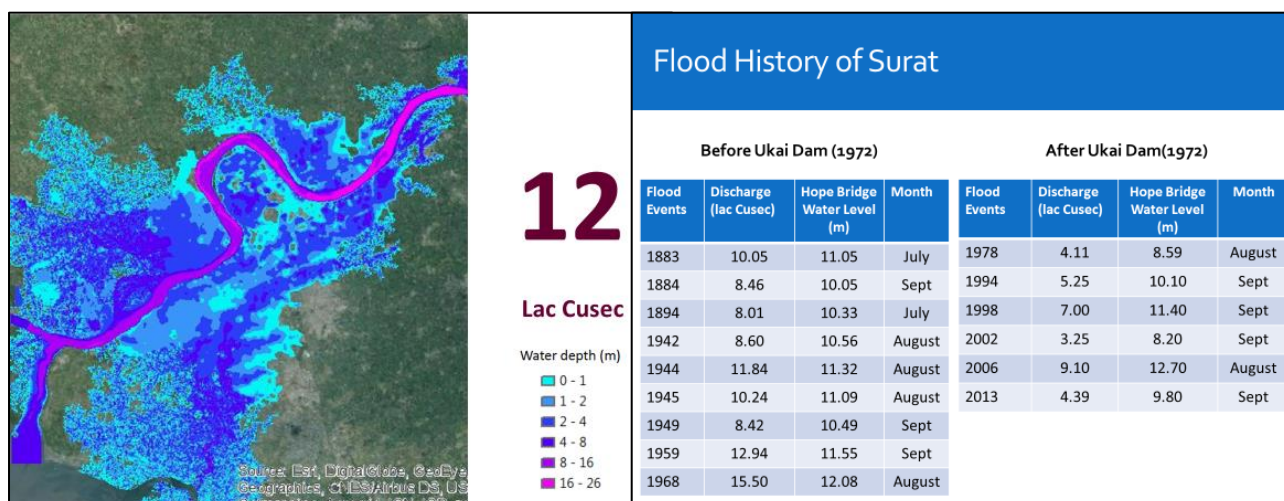 12
Lac Cusec
Water depth (m)
0 - 1
1 - 2
2 - 4
4 - 8
8 - 16
16 - 26
Source: Esri, DigitalGlobe, GeoEye,
Geographics, CNES/Airbus DS, US
Flood History of Surat
Before Ukai Dam (1972)
Flood Events Discharge (lac Cusec) Hope Bridge Water Level (m) Month
1883 10.05 11.05 July
1884 8.46 10.05 Sept
1894 8.01 10.33 July
1942 8.60 10.56 August
1944 11.84 11.32 August
1945 10.24 11.09 August
1949 8.42 10.49 Sept
1959 12.94 11.55 Sept
1968 15.50 12.08 August
After Ukai Dam(1972)
Flood Events Discharge (lac Cusec) Hope Bridge Water Level (m) Month
1978 4.11 8.59 August
1994 5.25 10.10 Sept
1998 7.00 11.40 Sept
2002 3.25 8.20 Sept
2006 9.10 12.70 August
2013 4.39 9.80 Sept